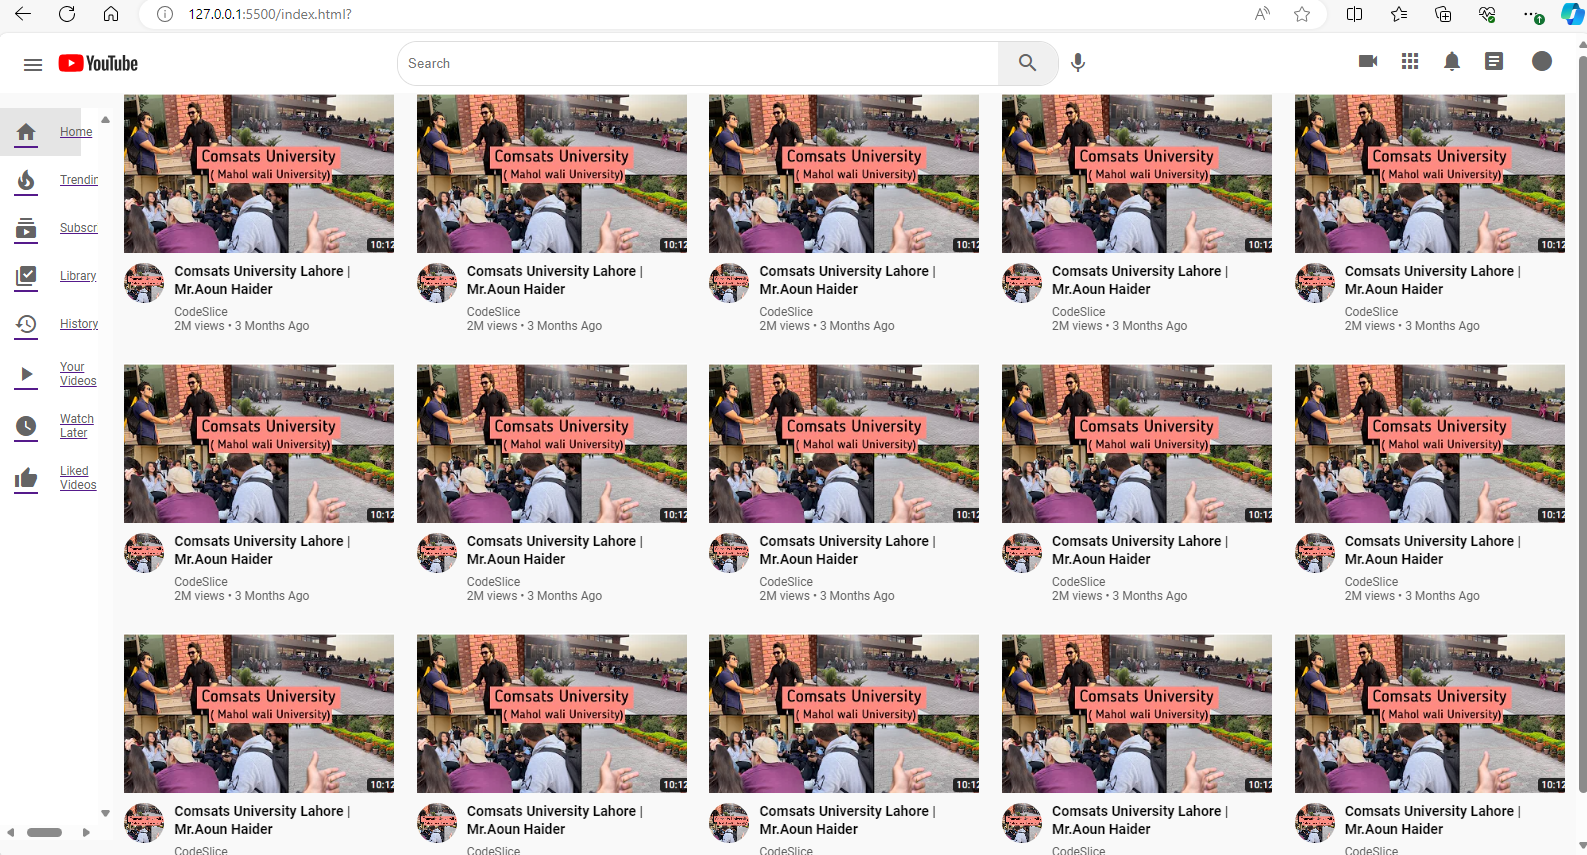 127.0.0.1:5500/index.html?
YouTube
Search
Home
Trendin
Subscr
Library
History
Your
Videos
Watch
Later
Liked
Videos
Comsats University
( Mahol wali University)
10:12
Comsats University
( Mahol wali University)
10:12
Comsats University
( Mahol wali University)
10:12
Comsats University
( Mahol wali University)
10:12
Comsats University
( Mahol wali University)
10:12
Comsats University Lahore |
Mr.Aoun Haider
CodeSlice
2M views • 3 Months Ago
Comsats University Lahore |
Mr.Aoun Haider
CodeSlice
2M views • 3 Months Ago
Comsats University Lahore |
Mr.Aoun Haider
CodeSlice
2M views • 3 Months Ago
Comsats University Lahore |
Mr.Aoun Haider
CodeSlice
2M views • 3 Months Ago
Comsats University Lahore |
Mr.Aoun Haider
CodeSlice
2M views • 3 Months Ago
Comsats University
( Mahol wali University)
10:12
Comsats University
( Mahol wali University)
10:12
Comsats University
( Mahol wali University)
10:12
Comsats University
( Mahol wali University)
10:12
Comsats University
( Mahol wali University)
10:12
Comsats University Lahore |
Mr.Aoun Haider
CodeSlice
2M views • 3 Months Ago
Comsats University Lahore |
Mr.Aoun Haider
CodeSlice
2M views • 3 Months Ago
Comsats University Lahore |
Mr.Aoun Haider
CodeSlice
2M views • 3 Months Ago
Comsats University Lahore |
Mr.Aoun Haider
CodeSlice
2M views • 3 Months Ago
Comsats University Lahore |
Mr.Aoun Haider
CodeSlice
2M views • 3 Months Ago
Comsats University
( Mahol wali University)
10:12
Comsats University
( Mahol wali University)
10:12
Comsats University
( Mahol wali University)
10:12
Comsats University
( Mahol wali University)
10:12
Comsats University
( Mahol wali University)
10:12
Comsats University Lahore |
Mr.Aoun Haider
CodeSlice
Comsats University Lahore |
Mr.Aoun Haider
CodeSlice
Comsats University Lahore |
Mr.Aoun Haider
CodeSlice
Comsats University Lahore |
Mr.Aoun Haider
CodeSlice
Comsats University Lahore |
Mr.Aoun Haider
CodeSlice